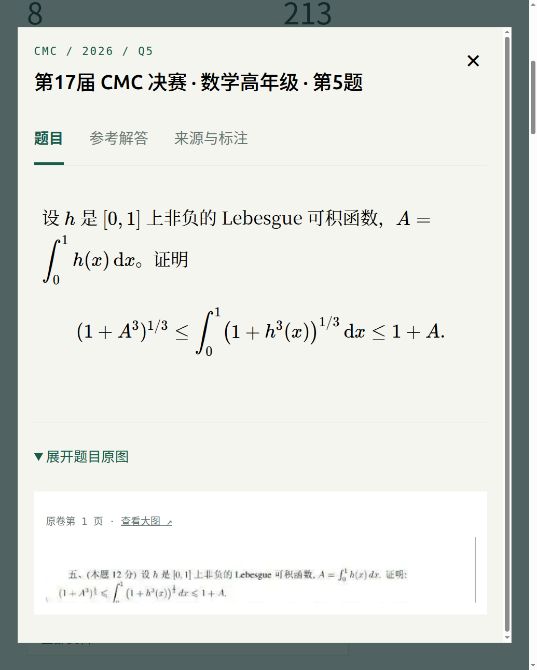 8 213
CMC / 2026 / Q5
×
第17届 CMC 决赛 · 数学高年级 · 第5题
题目 参考解答 来源与标注
设 h 是 [0, 1] 上非负的 Lebesgue 可积函数，A =
∫₀¹ h(x) dx。证明
(1 + A³)^{1/3} ≤ ∫₀¹ (1 + h³(x))^{1/3} dx ≤ 1 + A.
▼展开题目原图
原卷第 1 页 · 查看大图 ↗
五、(本题 12 分) 设 h 是 [0, 1] 上非负的 Lebesgue 可积函数, A = ∫₀¹ h(x) dx. 证明:
(1 + A³)^{1/3} ⩽ ∫₀¹ (1 + h³(x))^{1/3} dx ⩽ 1 + A.